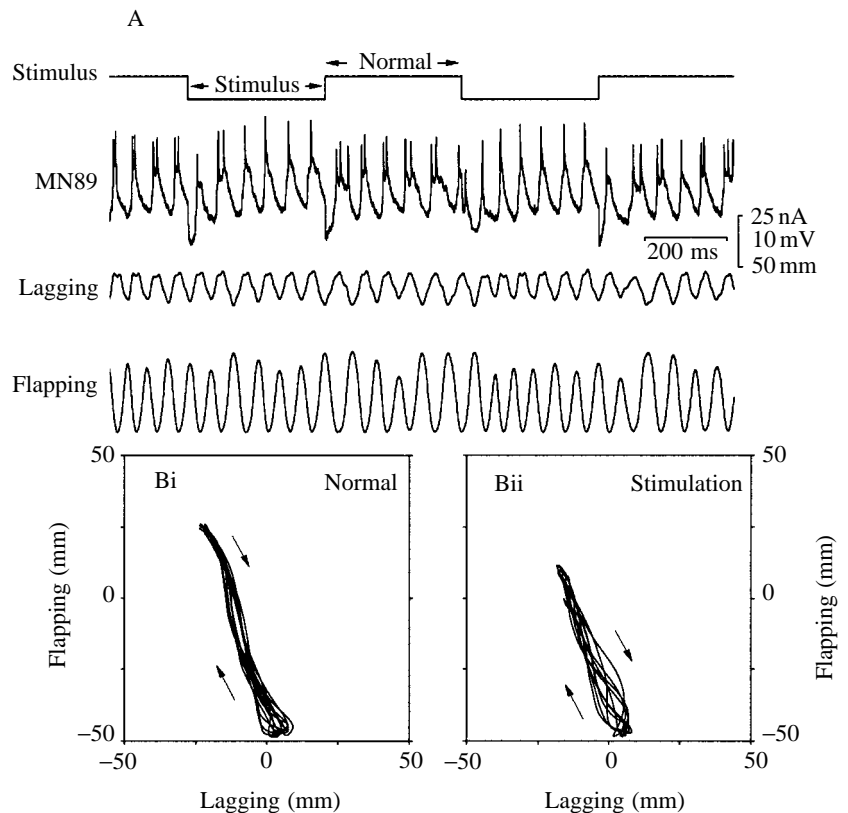 A
Stimulus
Stimulus
Normal
MN89
25 nA
10 mV
50 mm
200 ms
Lagging
Flapping
50
0
−50
Flapping (mm)
Bi
Normal
−50
0
50
Lagging (mm)
Bii
Stimulation
50
0
−50
Flapping (mm)
−50
0
50
Lagging (mm)